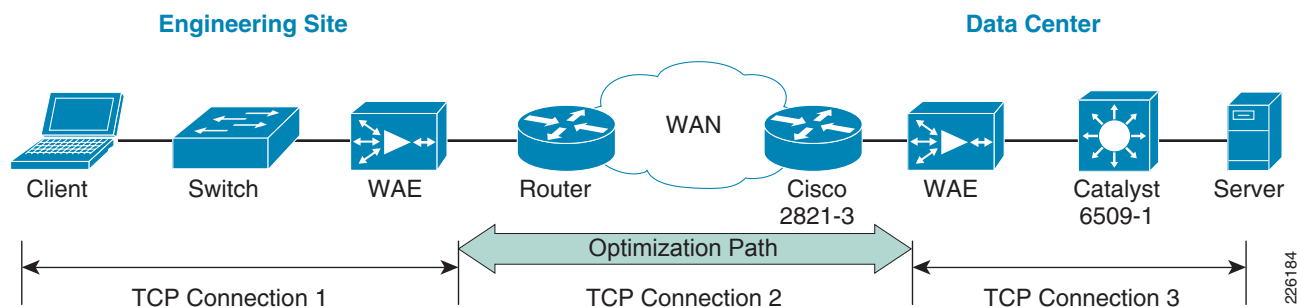 Engineering Site
Data Center
WAN
Client
Switch
WAE
Router
Cisco
2821-3
WAE
Catalyst
6509-1
Server
Optimization Path
TCP Connection 1
TCP Connection 2
TCP Connection 3
226184